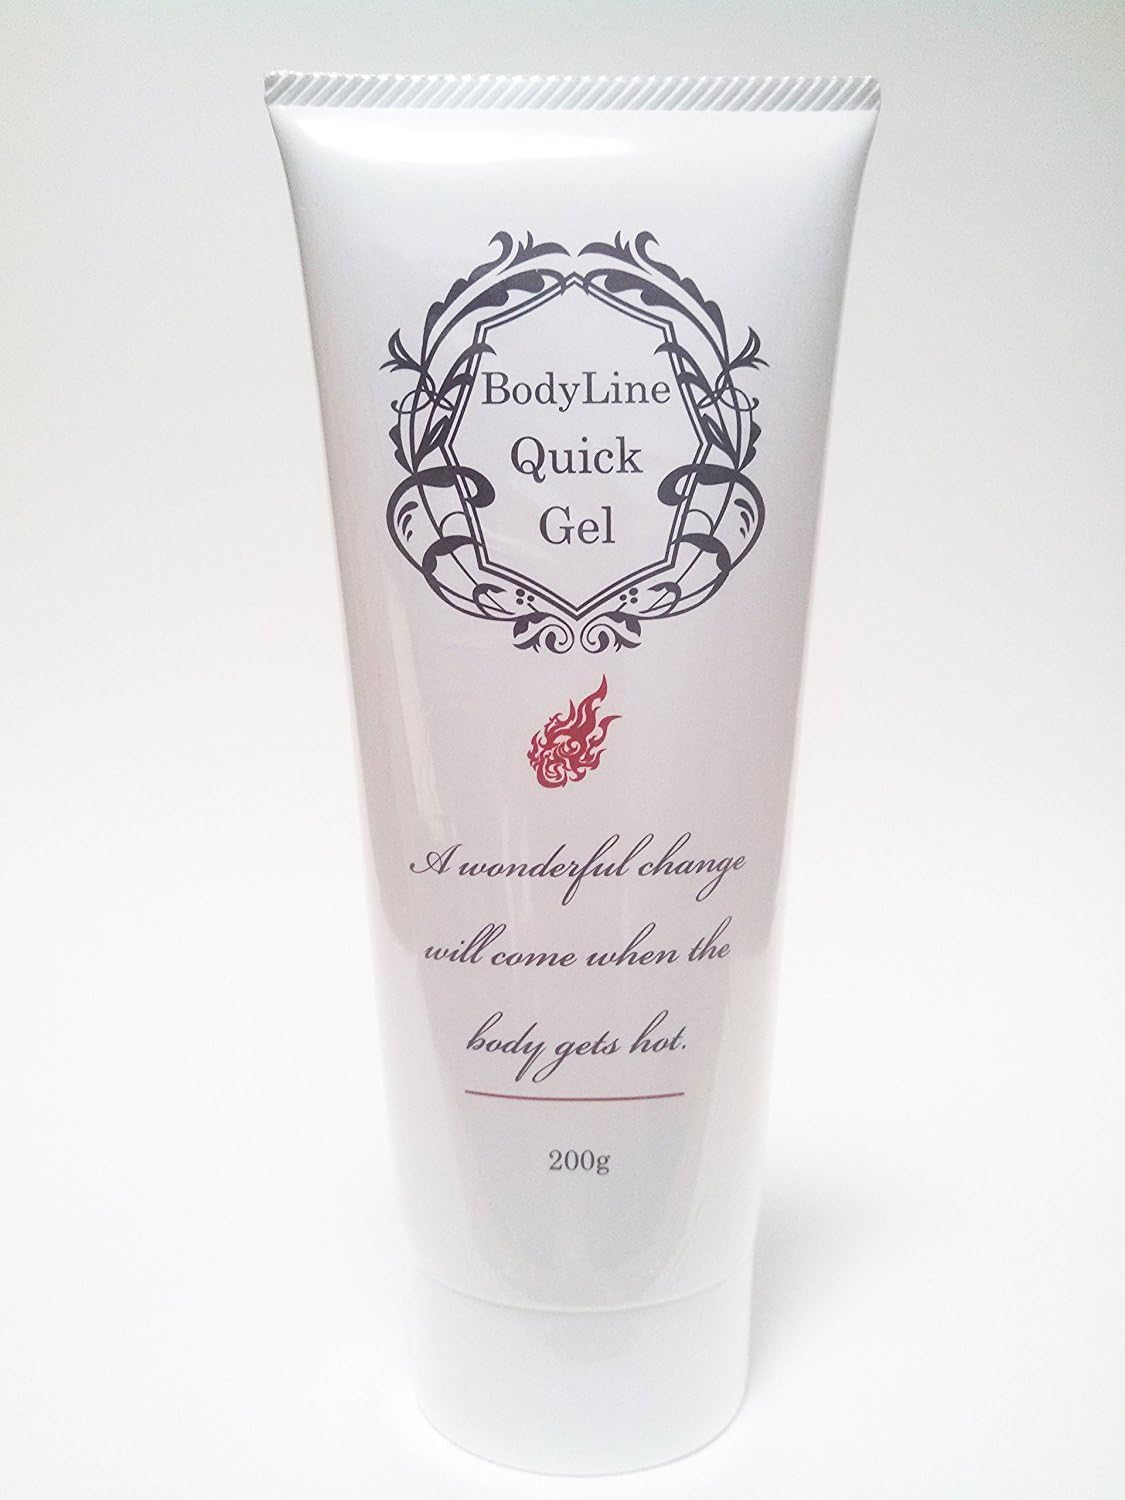 BodyLine
Quick
Gel
A wonderful change
will come when the
body gets hot.
200g